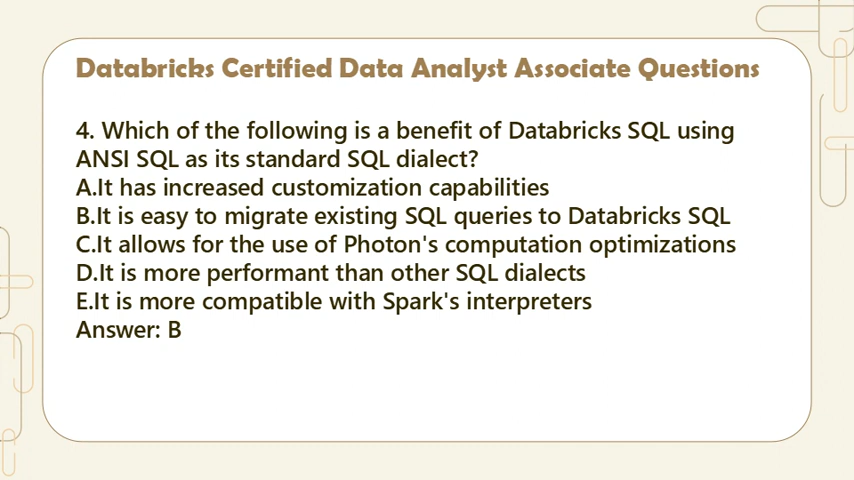 Databricks Certified Data Analyst Associate Questions
4. Which of the following is a benefit of Databricks SQL using
ANSI SQL as its standard SQL dialect?
A.It has increased customization capabilities
B.It is easy to migrate existing SQL queries to Databricks SQL
C.It allows for the use of Photon's computation optimizations
D.It is more performant than other SQL dialects
E.It is more compatible with Spark's interpreters
Answer: B